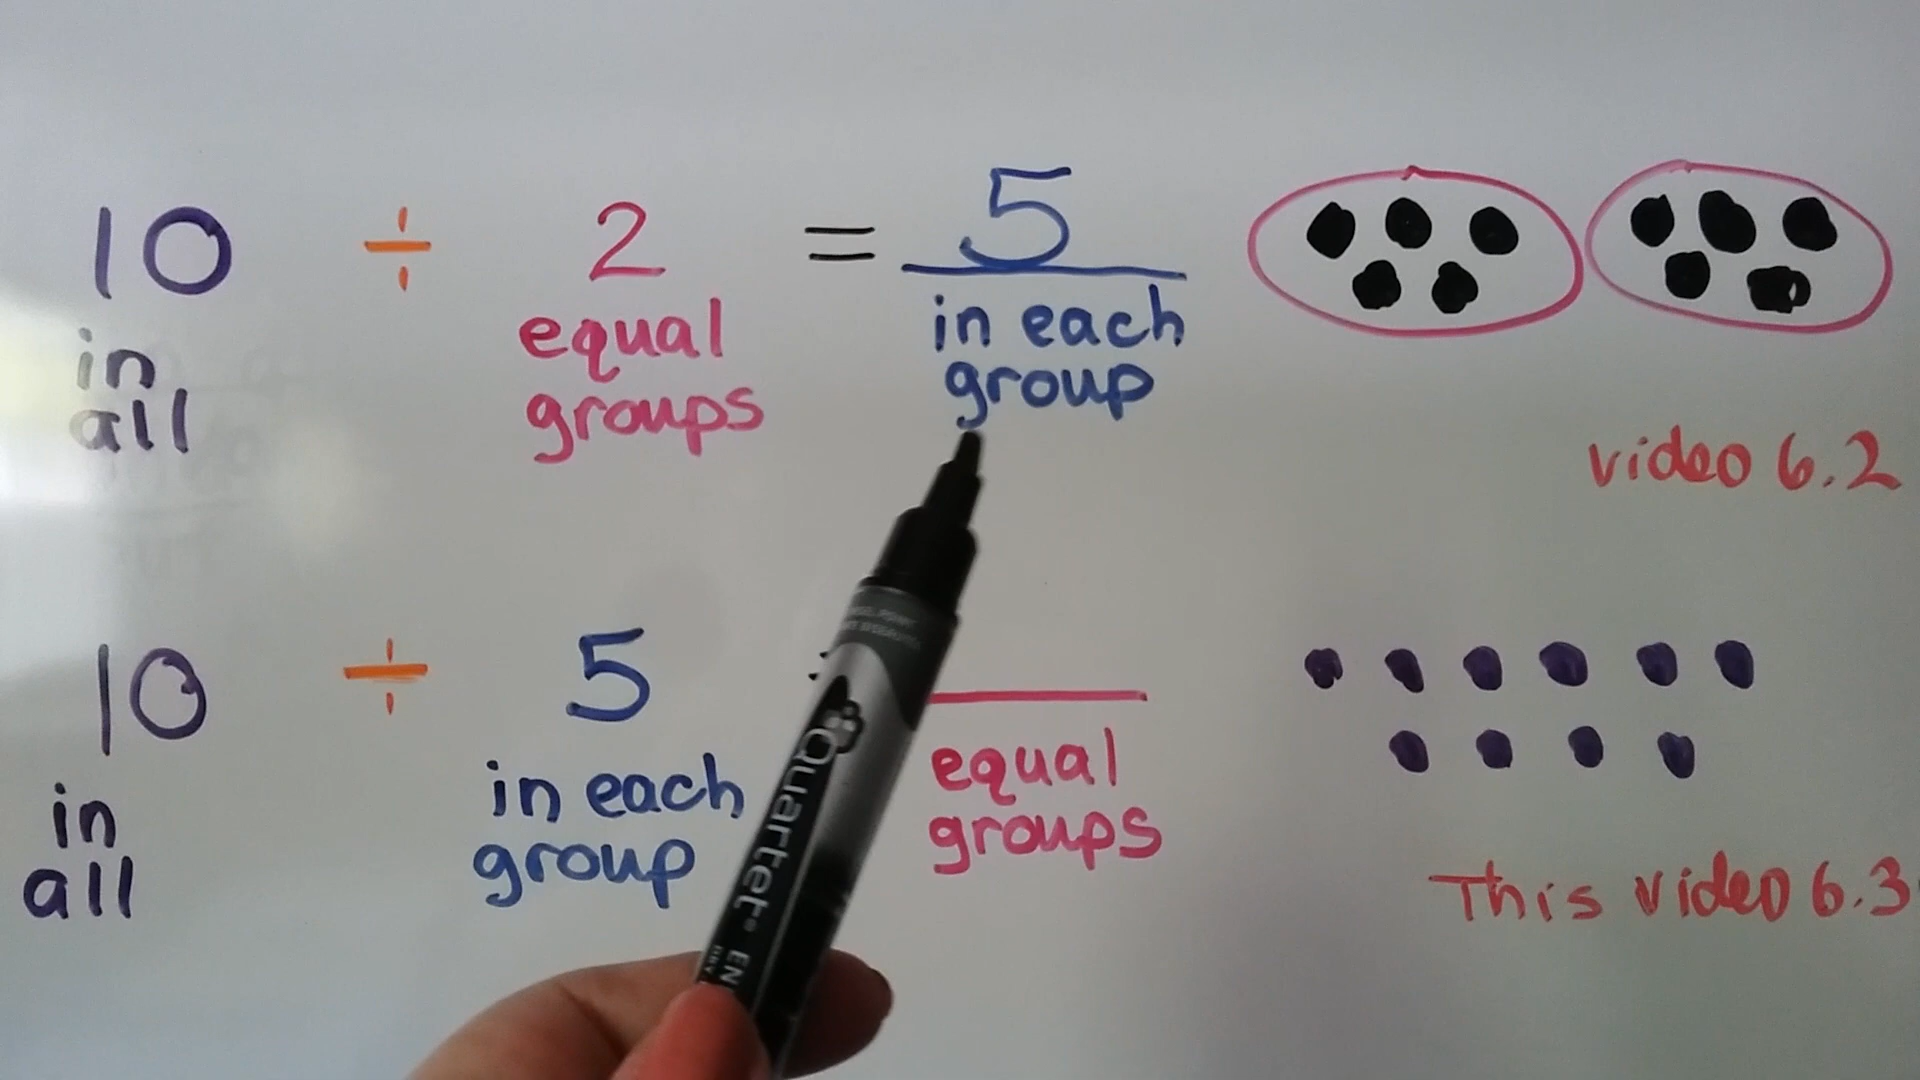 10 ÷ 2 = 5
in all
equal groups
in each group
video 6.2
10 ÷ 5
in all
in each group
equal groups
This video 6.3
Quartet EN